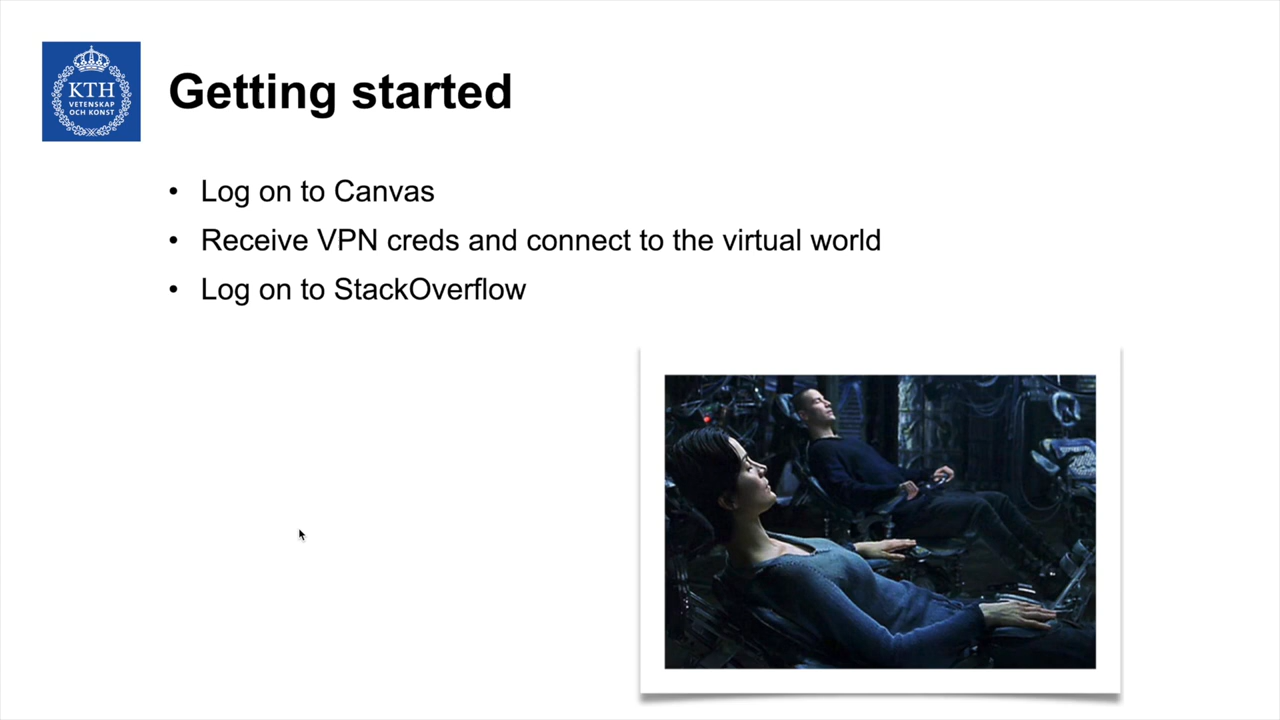 KTH
VETENSKAP
OCH KONST
Getting started
• Log on to Canvas
• Receive VPN creds and connect to the virtual world
• Log on to StackOverflow